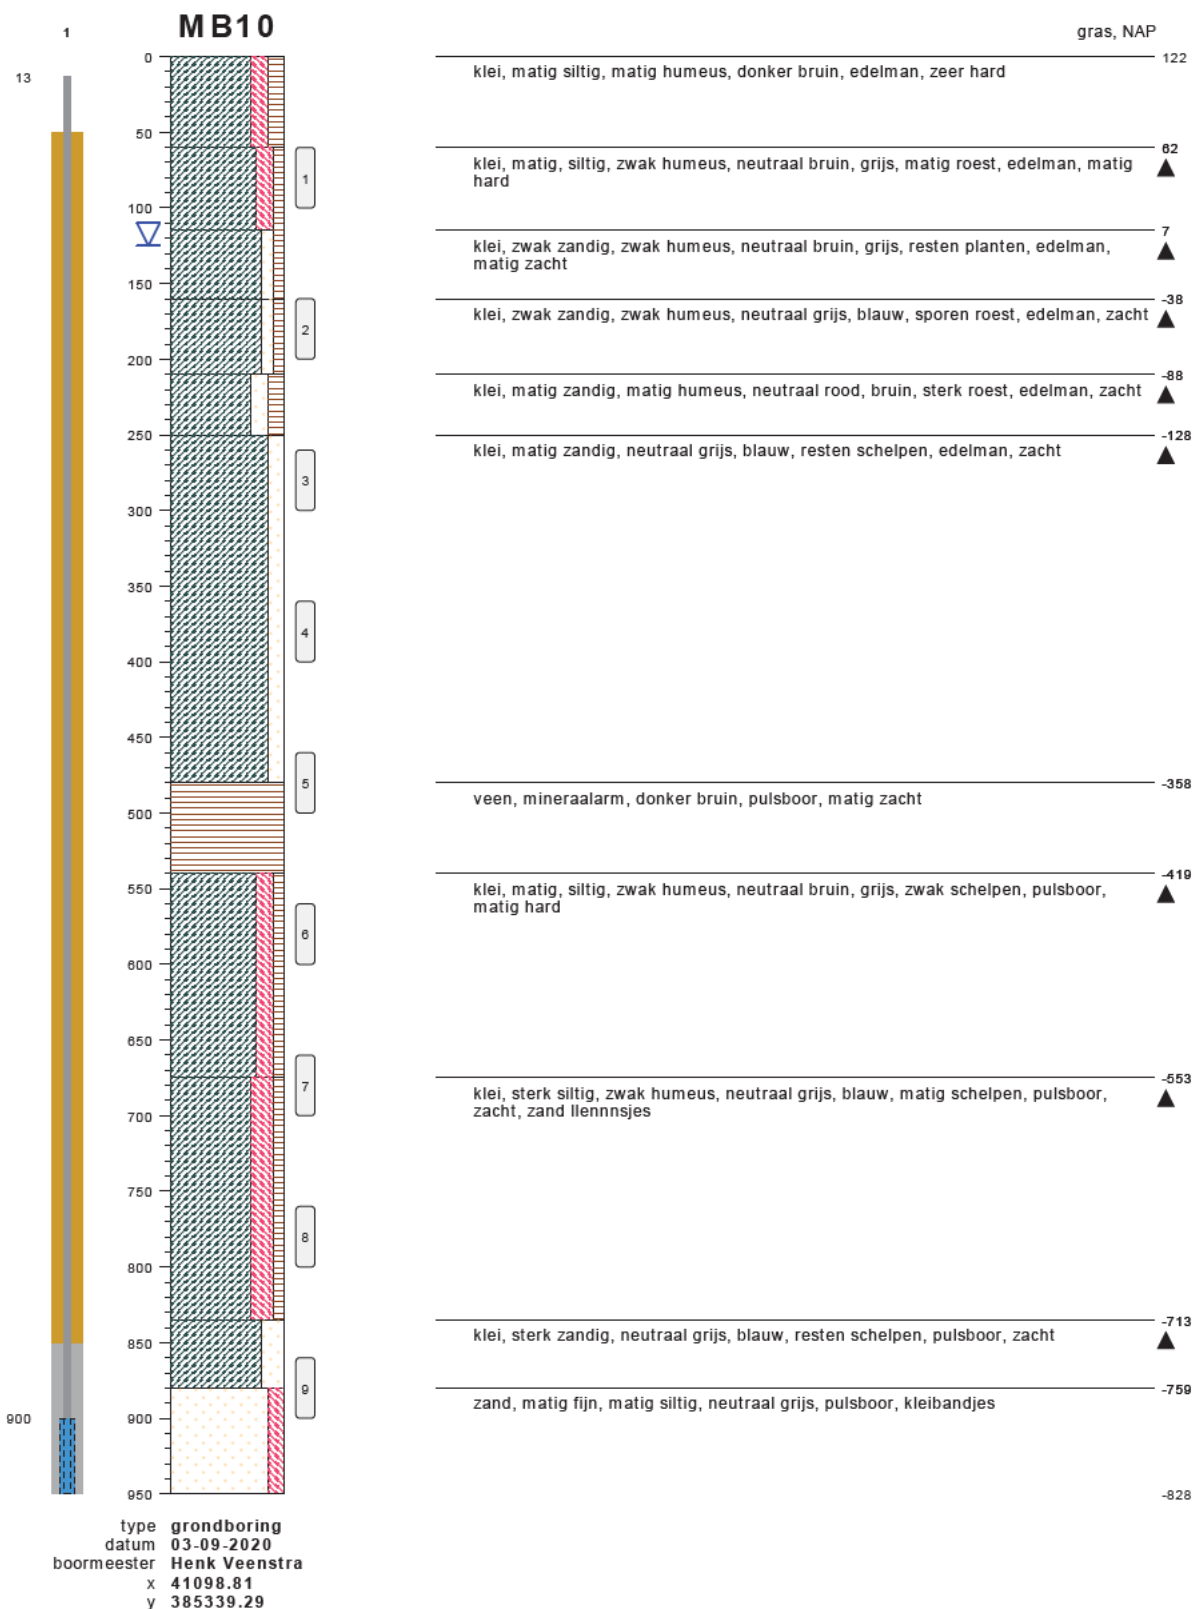 MB10
1
gras, NAP
0
122
klei, matig siltig, matig humeus, donker bruin, edelman, zeer hard
13
50
62
klei, matig, siltig, zwak humeus, neutraal bruin, grijs, matig roest, edelman, matig
hard
1
100
7
klei, zwak zandig, zwak humeus, neutraal bruin, grijs, resten planten, edelman,
matig zacht
150
-38
klei, zwak zandig, zwak humeus, neutraal grijs, blauw, sporen roest, edelman, zacht
2
200
-88
klei, matig zandig, matig humeus, neutraal rood, bruin, sterk roest, edelman, zacht
250
-128
klei, matig zandig, neutraal grijs, blauw, resten schelpen, edelman, zacht
3
300
350
4
400
450
5
-358
veen, mineraalarm, donker bruin, pulsboor, matig zacht
500
-419
550
klei, matig, siltig, zwak humeus, neutraal bruin, grijs, zwak schelpen, pulsboor,
matig hard
6
600
650
-553
7
klei, sterk siltig, zwak humeus, neutraal grijs, blauw, matig schelpen, pulsboor,
zacht, zand llennnsjes
700
750
8
800
-713
klei, sterk zandig, neutraal grijs, blauw, resten schelpen, pulsboor, zacht
850
9
-759
zand, matig fijn, matig siltig, neutraal grijs, pulsboor, kleibandjes
900
900
950
-828
type grondboring
datum 03-09-2020
boormeester Henk Veenstra
x 41098.81
y 385339.29